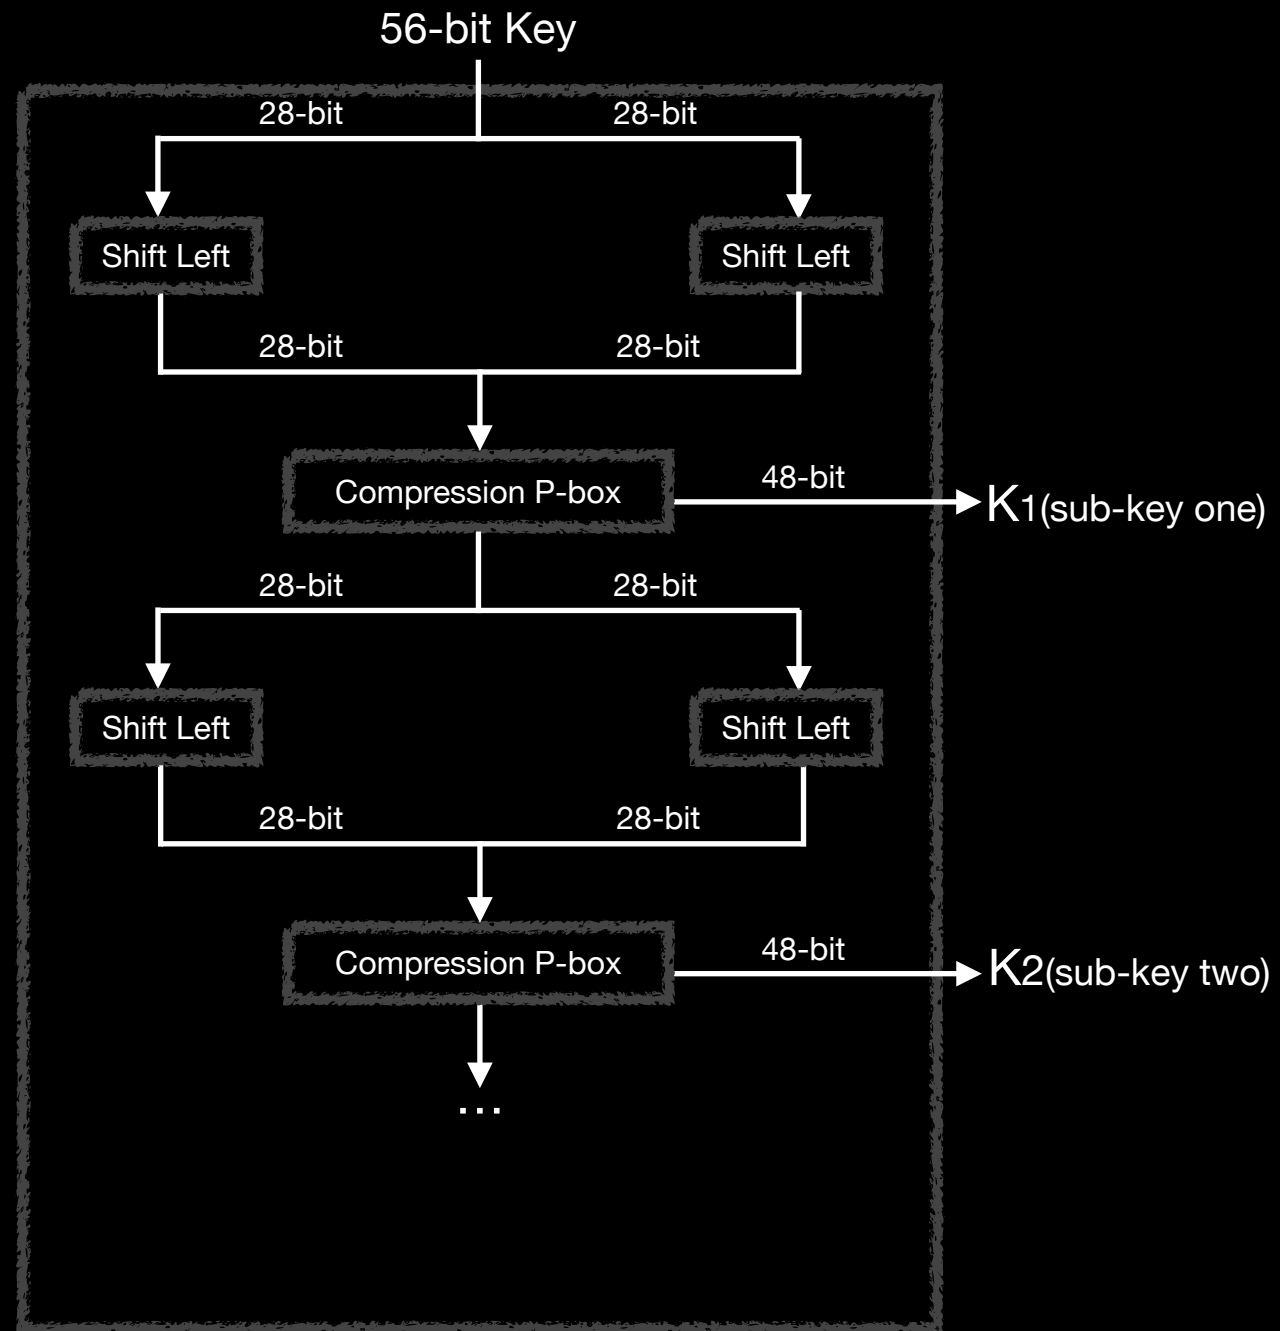 56-bit Key
28-bit
28-bit
Shift Left
Shift Left
28-bit
28-bit
Compression P-box
48-bit
K1(sub-key one)
28-bit
28-bit
Shift Left
Shift Left
28-bit
28-bit
Compression P-box
48-bit
K2(sub-key two)
...